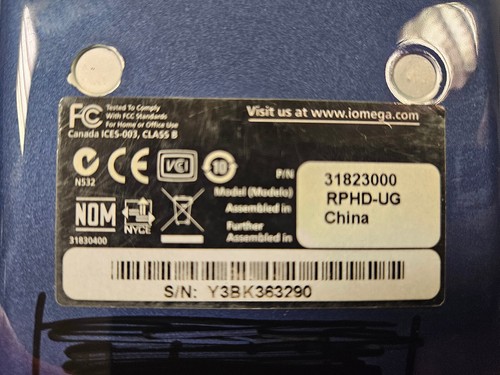 FC Tested To Comply
With FCC Standards
For Home or Office Use
Canada ICES-003, CLASS B
Visit us at www.iomega.com
N532
CE
VCI
10
NOM
NYCE
31830400
P/N 31823000
Model (Modelo) RPHD-UG
Assembled in China
Further
Assembled in
S/N: Y3BK363290